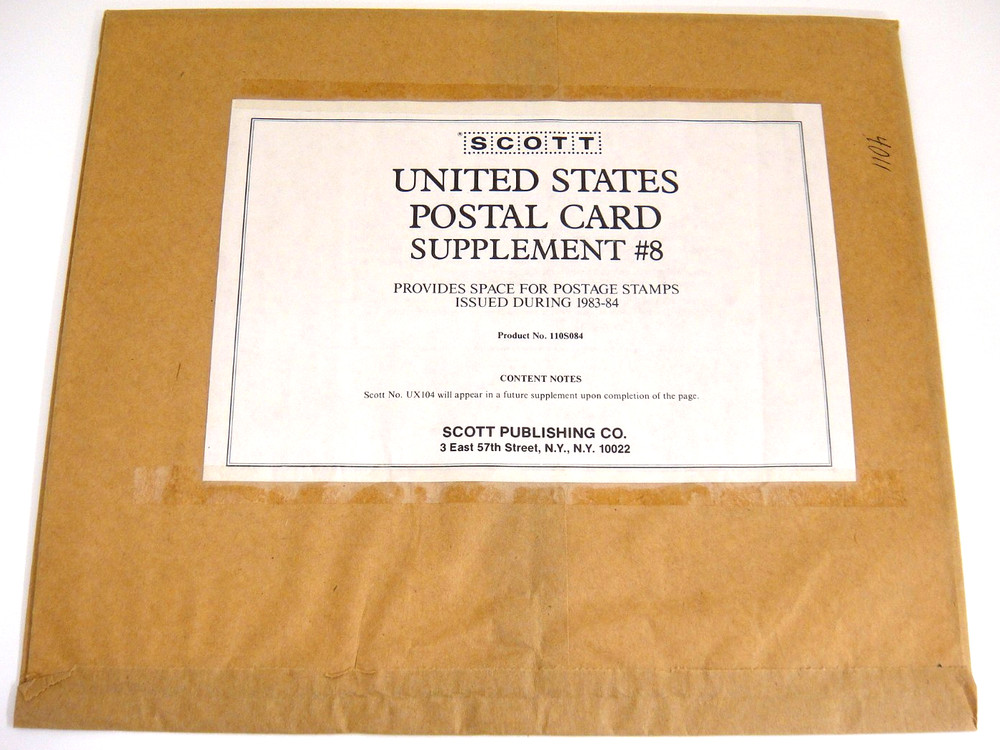 SCOTT
UNITED STATES
POSTAL CARD
SUPPLEMENT #8
PROVIDES SPACE FOR POSTAGE STAMPS
ISSUED DURING 1983-84
Product No. 110S084
CONTENT NOTES
Scott No. UX104 will appear in a future supplement upon completion of the page.
SCOTT PUBLISHING CO.
3 East 57th Street, N.Y., N.Y. 10022